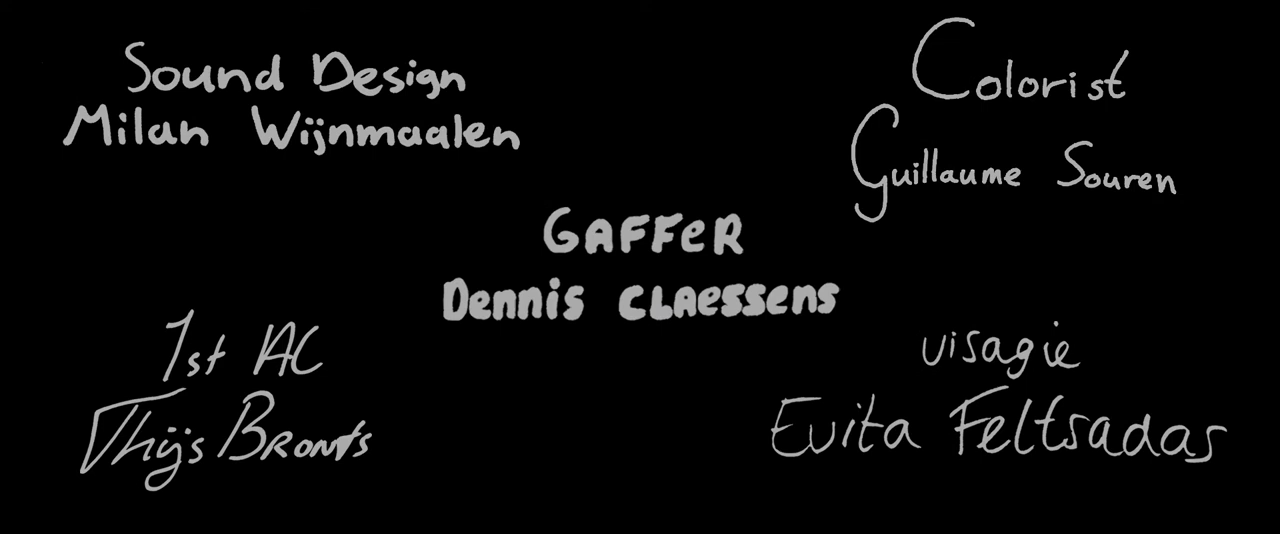 Sound Design
Milan Wijnmaalen
Colorist
Guillaume Souren
GAFFeR
Dennis CLaessens
1st AC
Thijs Bronts
visagie
Evita Feltsadas